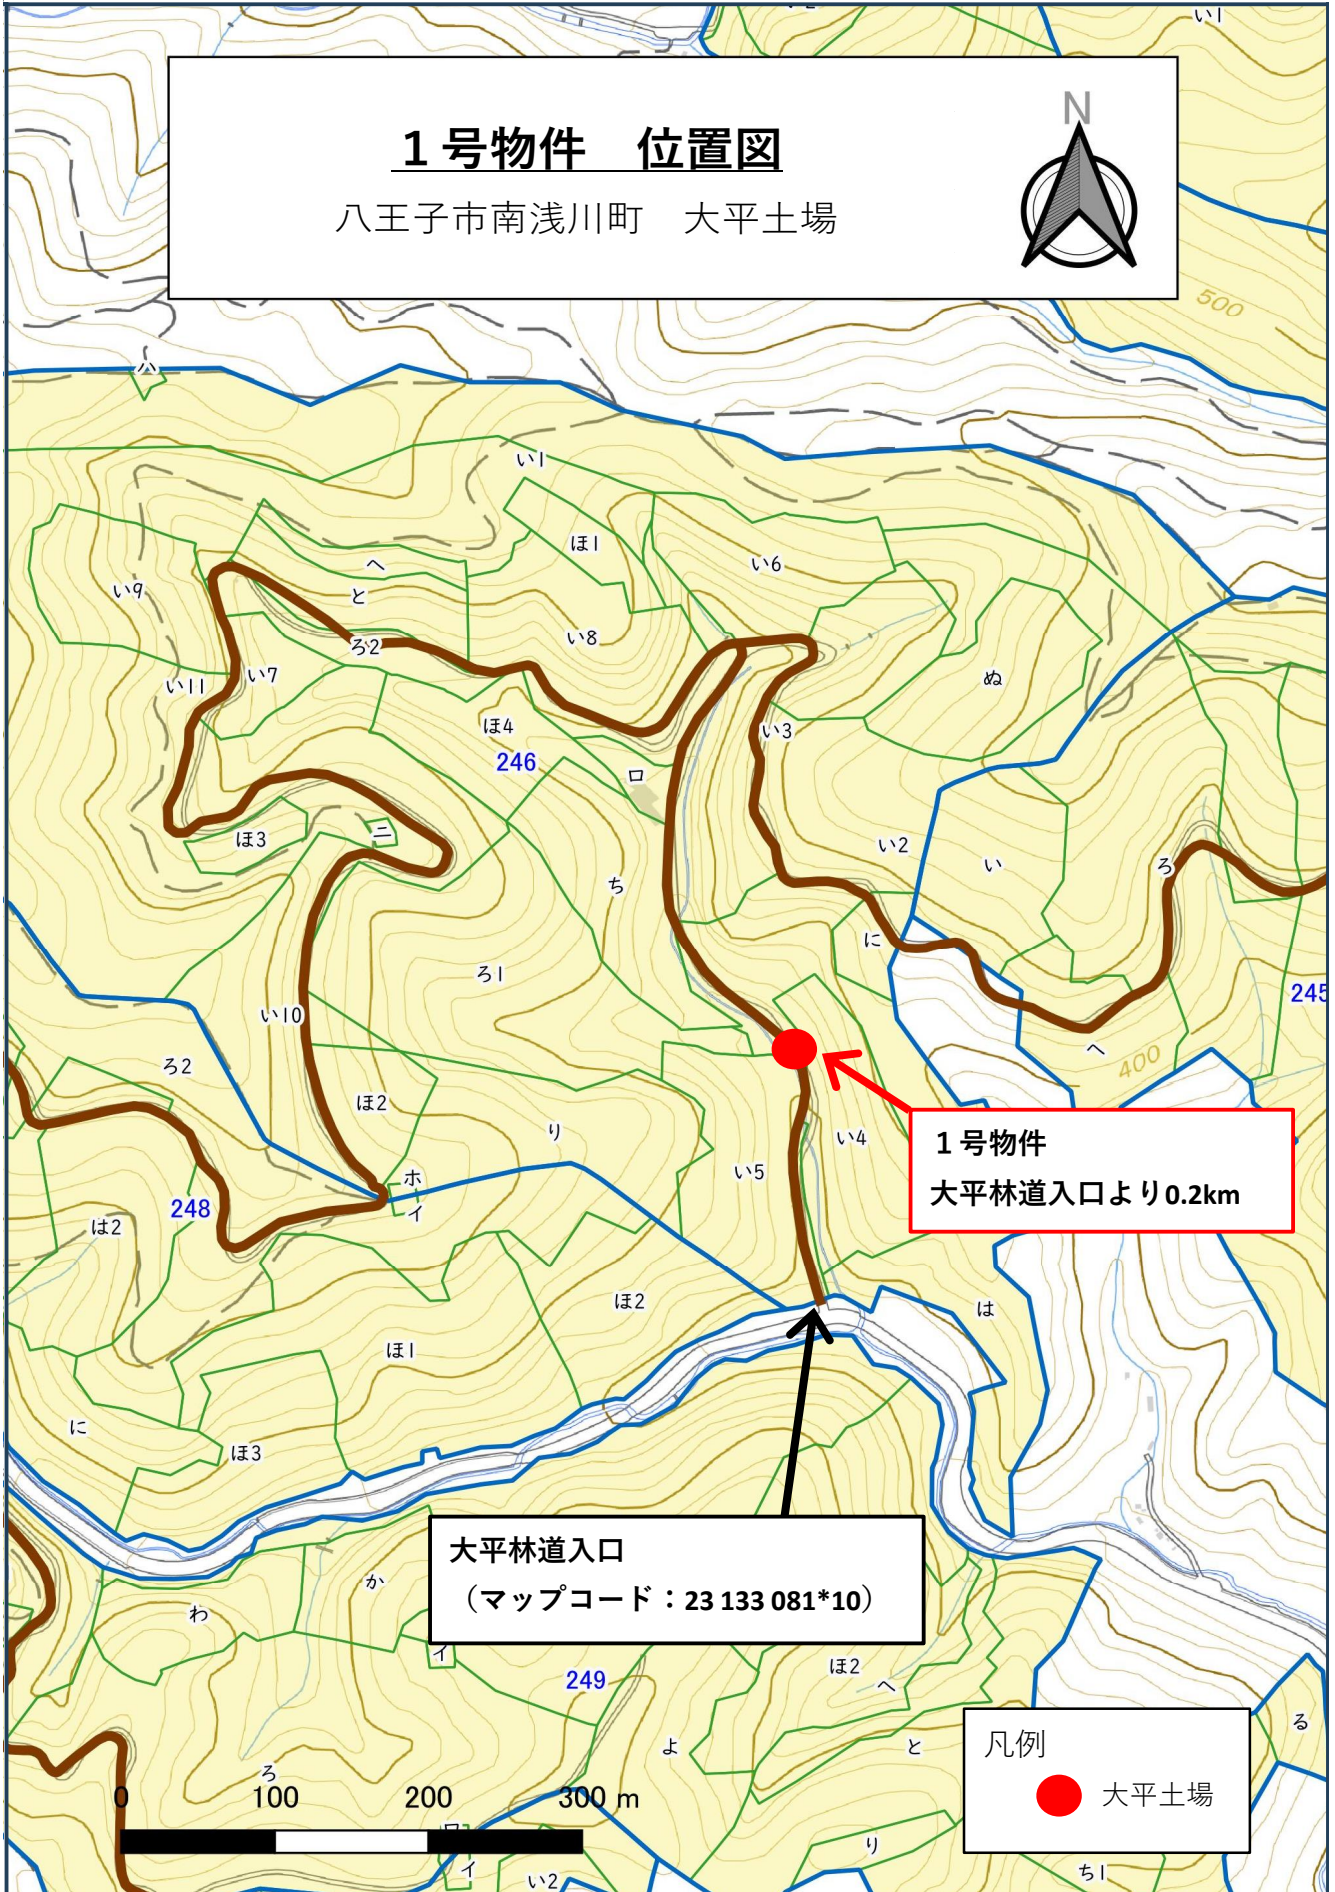 い1
N
１号物件　位置図
八王子市南浅川町　大平土場
500
ハ
い1
ほ1
い6
へ
と
い9
い8
ろ2
い7
い11
ぬ
ほ4
い3
246
ロ
ほ3
ニ
い2
い
ろ
ち
に
ろ1
245
い10
へ
400
ろ2
ほ2
り
い4
１号物件
大平林道入口より0.2km
い5
ホ
イ
248
は2
ほ2
は
ほ1
に
ほ3
大平林道入口
（マップコード：23 133 081*10）
か
わ
イ
249
ほ2
へ
る
よ
と
凡例
大平土場
ろ
0 100 200 300 m
ロ
イ
い2
り
ち1